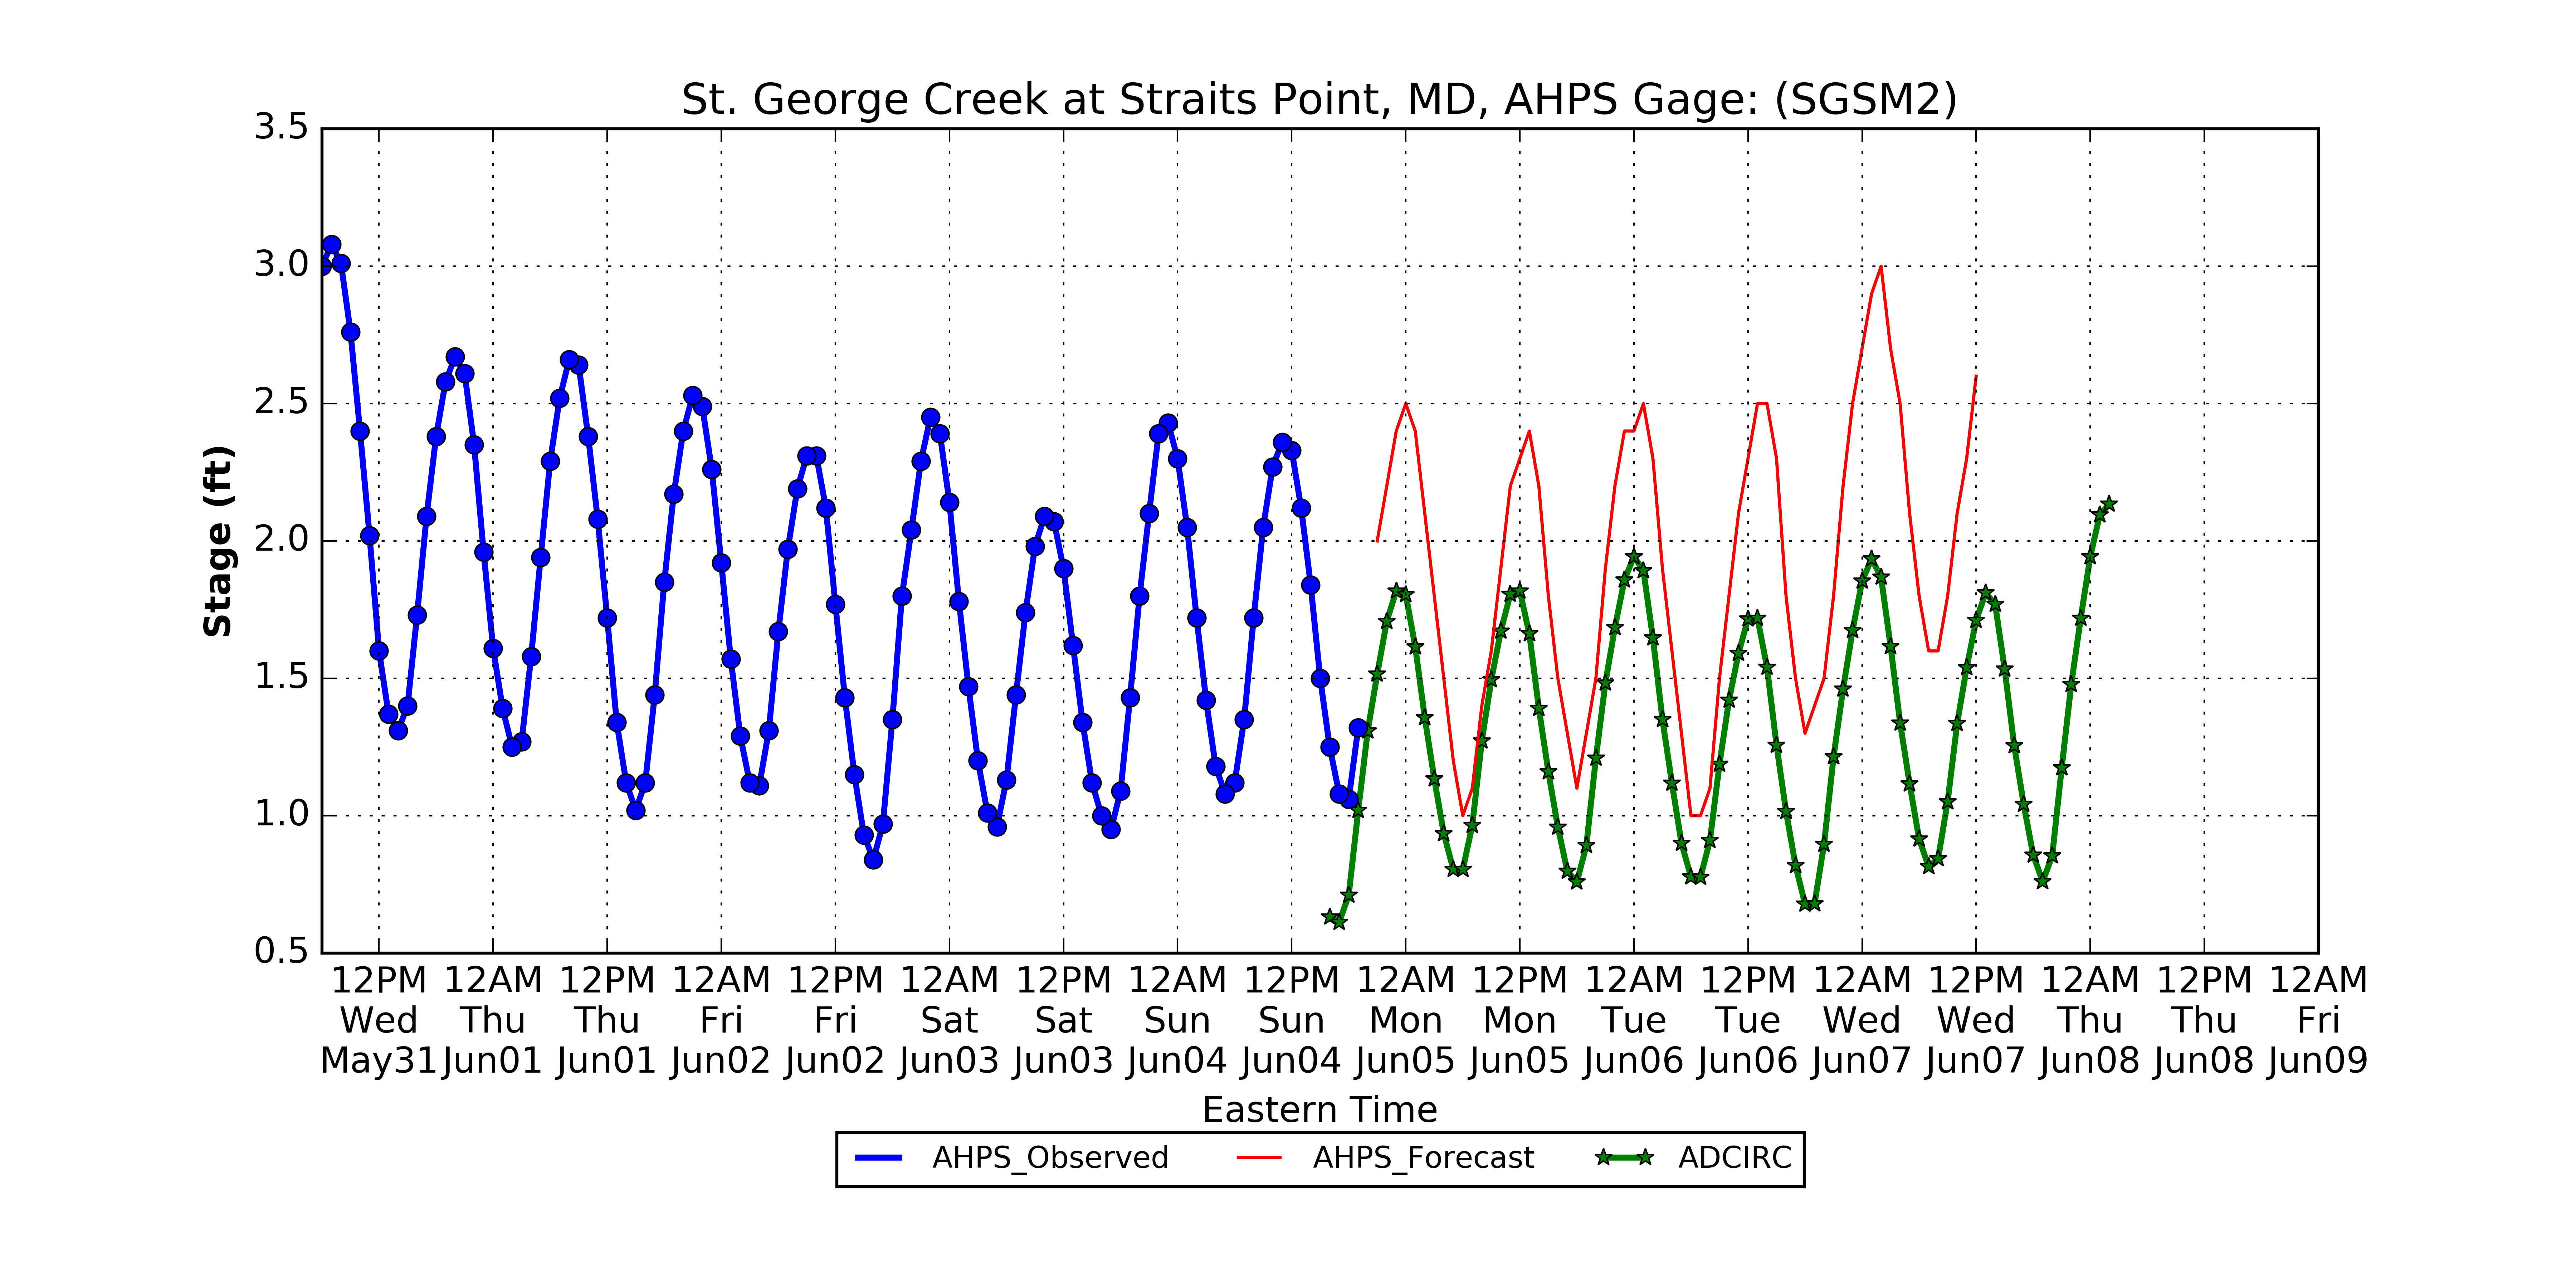 St. George Creek at Straits Point, MD, AHPS Gage: (SGSM2)
3.5
3.0
2.5
2.0
1.5
1.0
0.5
Stage (ft)
12PM 12AM 12PM 12AM 12PM 12AM 12PM 12AM 12PM 12AM 12PM 12AM 12PM 12AM 12PM 12AM 12PM 12AM
Wed Thu Thu Fri Fri Sat Sat Sun Sun Mon Mon Tue Tue Wed Wed Thu Thu Fri
May31 Jun01 Jun01 Jun02 Jun02 Jun03 Jun03 Jun04 Jun04 Jun05 Jun05 Jun06 Jun06 Jun07 Jun07 Jun08 Jun08 Jun09
Eastern Time
AHPS_Observed AHPS_Forecast ADCIRC